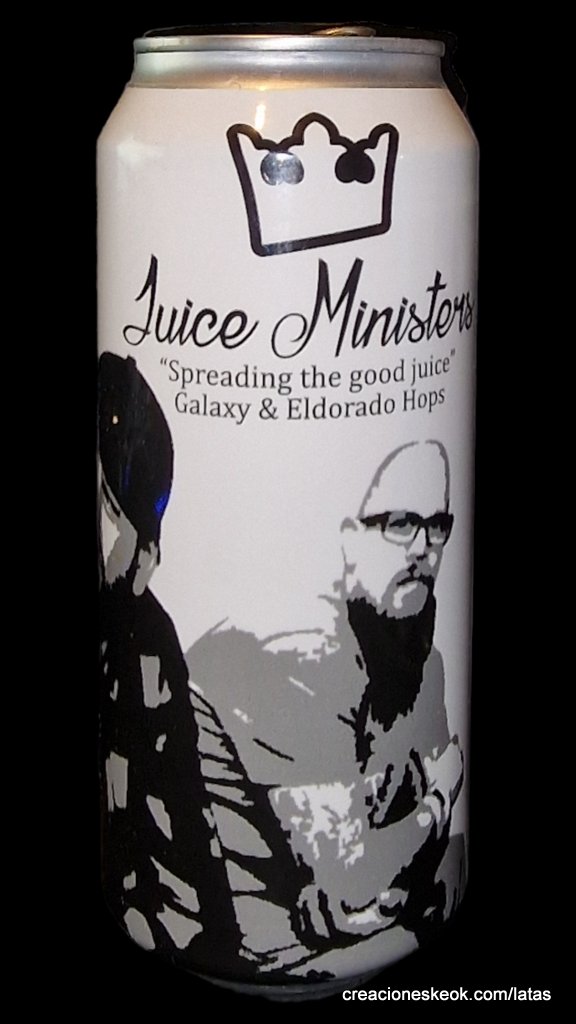 Juice Ministers
“Spreading the good juice”
Galaxy & Eldorado Hops
creacioneskeok.com/latas